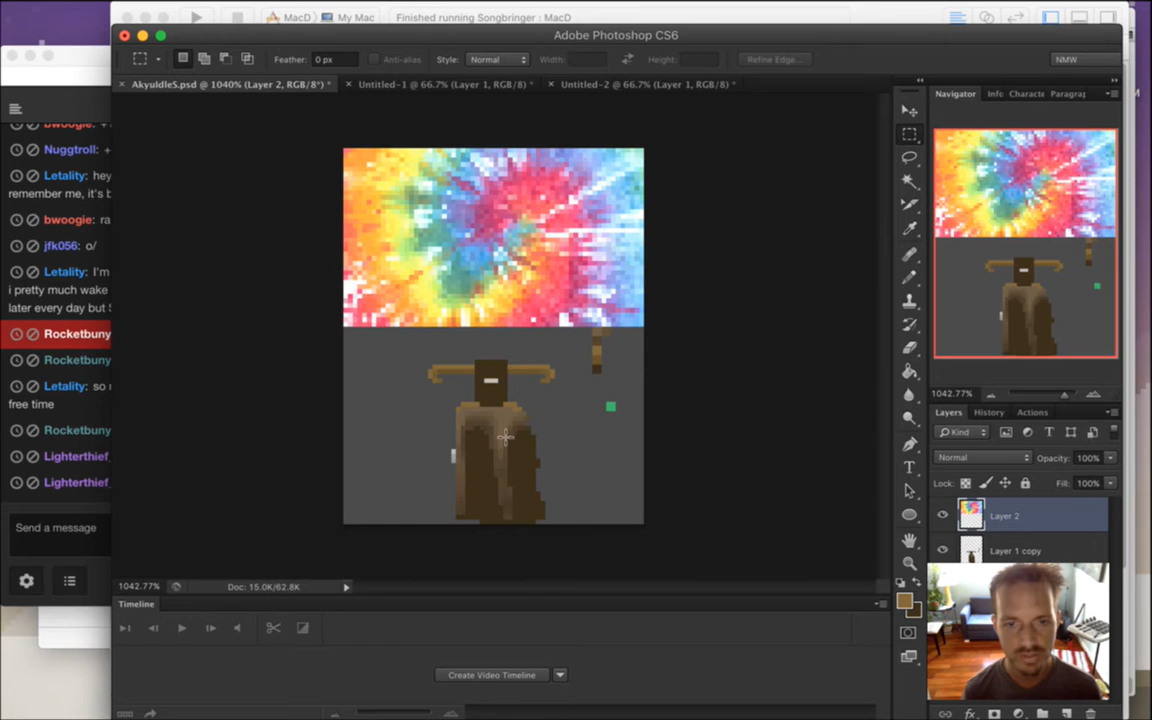 MacD My Mac Finished running Songbringer : MacD
Adobe Photoshop CS6
Feather: 0 px Anti-alias Style: Normal Width: Height: Refine Edge... NMW
AkyuIdleS.psd @ 1040% (Layer 2, RGB/8*) * Untitled-1 @ 66.7% (Layer 1, RGB/8) * Untitled-2 @ 66.7% (Layer 1, RGB/8) *
Navigator Info Characte Paragraj
bwoogie: +
Nuggtroll: +
Letality: hey
remember me, it's b
bwoogie: ra
jfk056: o/
Letality: I'm
i pretty much wake
later every day but S
Rocketbuny
Rocketbuny
Letality: so
free time
Rocketbuny
Lighterthief_
Lighterthief_
Send a message
1042.77%
Layers History Actions
Kind
Normal Opacity: 100%
Lock: Fill: 100%
Layer 2
Layer 1 copy
1042.77% Doc: 15.0K/62.8K
Timeline
Create Video Timeline